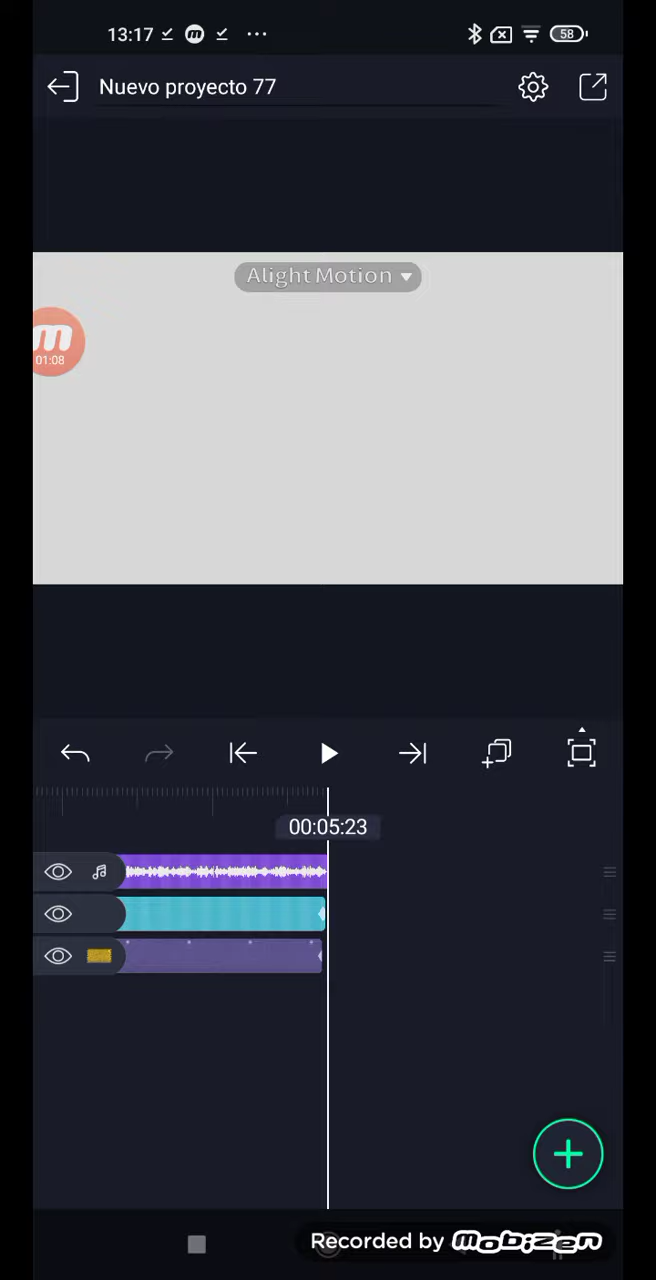 13:17
58
Nuevo proyecto 77
Alight Motion
m
01:08
00:05:23
Recorded by mobizen